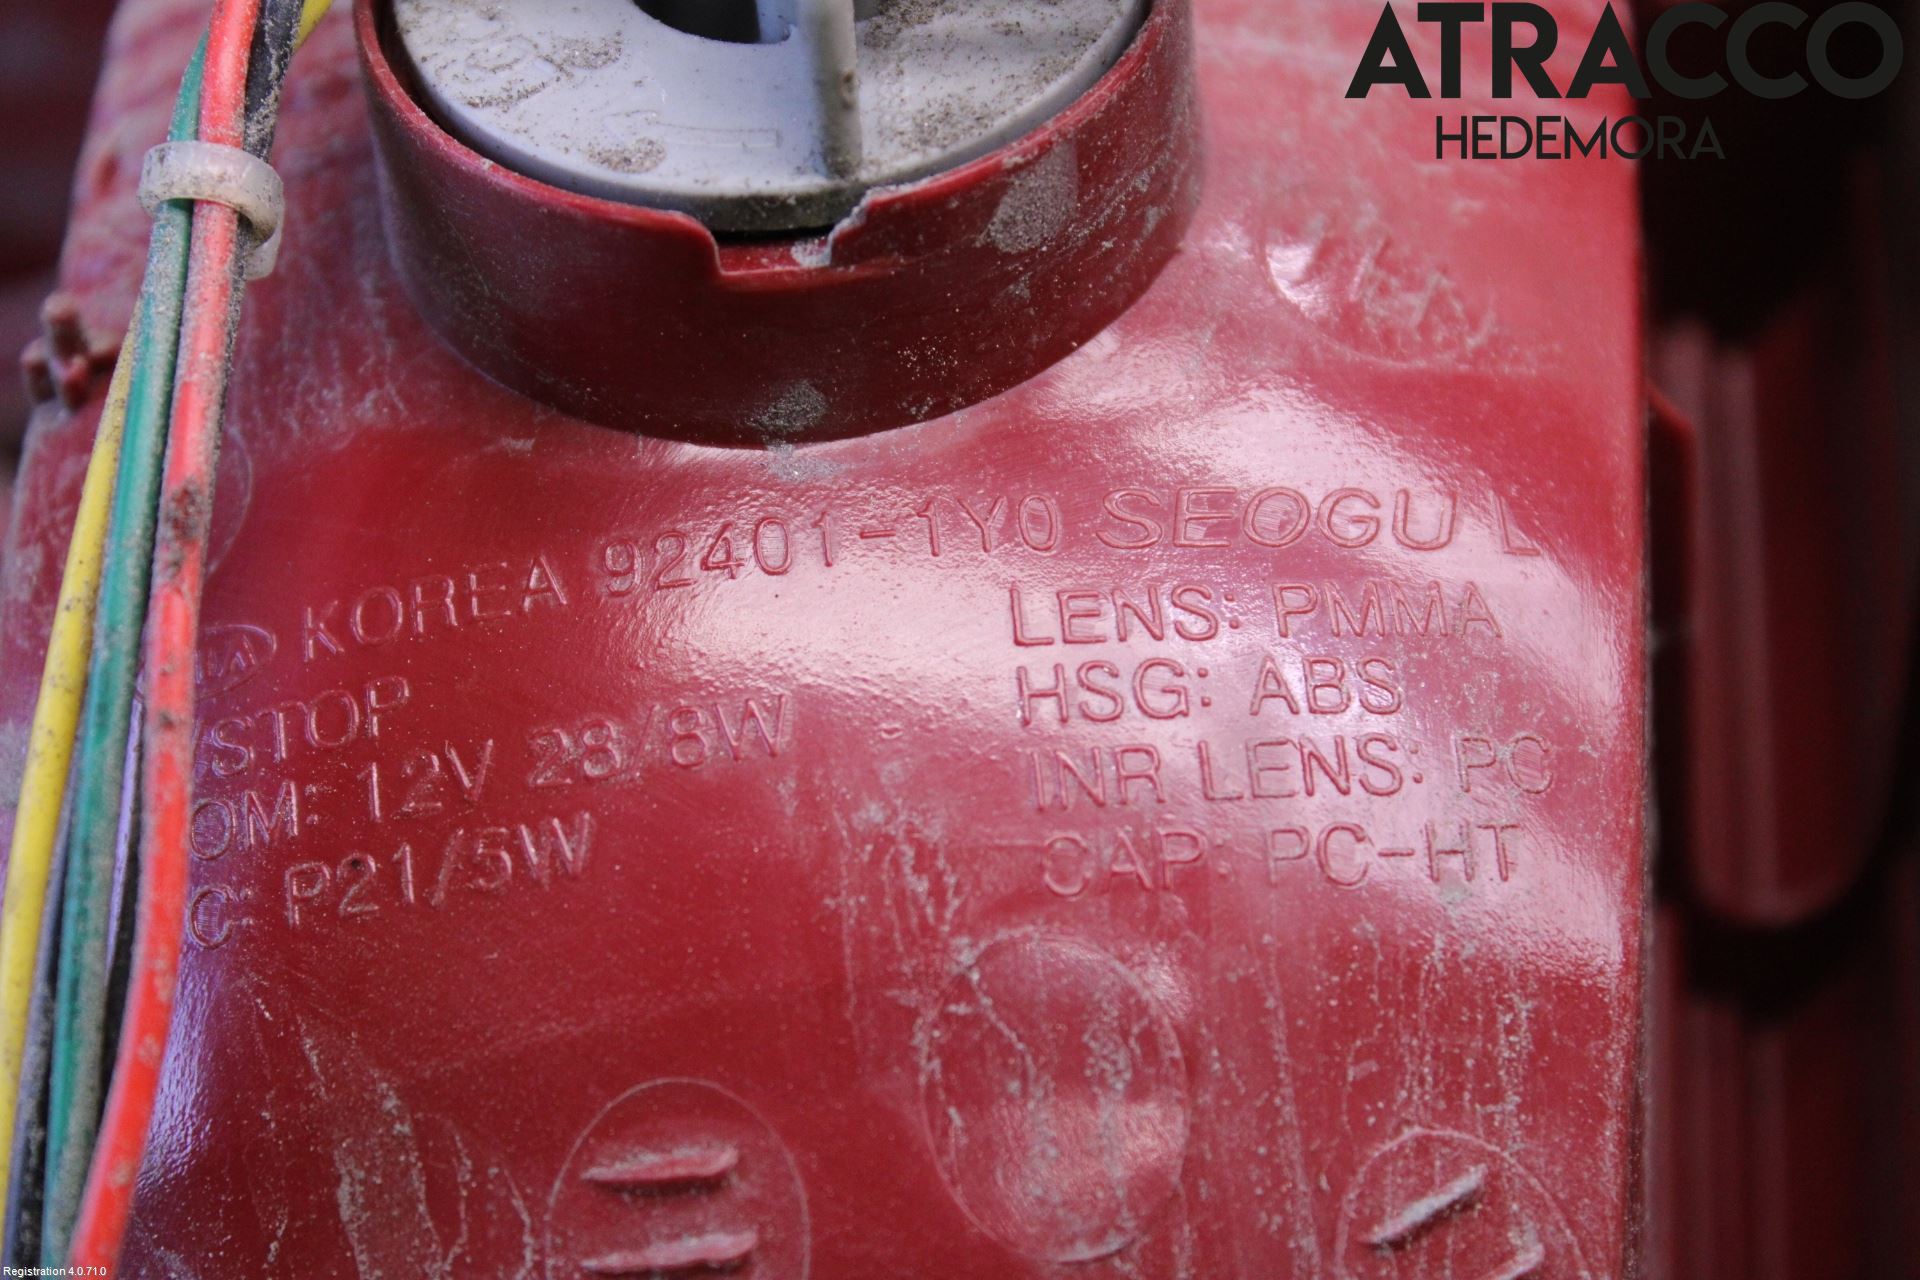 ATRACCO
HEDEMORA
KOREA 92401-1Y0 SEOGU L
/STOP
OM: 12V 28/8W
C: P21/5W
LENS: PMMA
HSG: ABS
INR LENS: PC
CAP: PC-HT
Registration 4.0.71.0